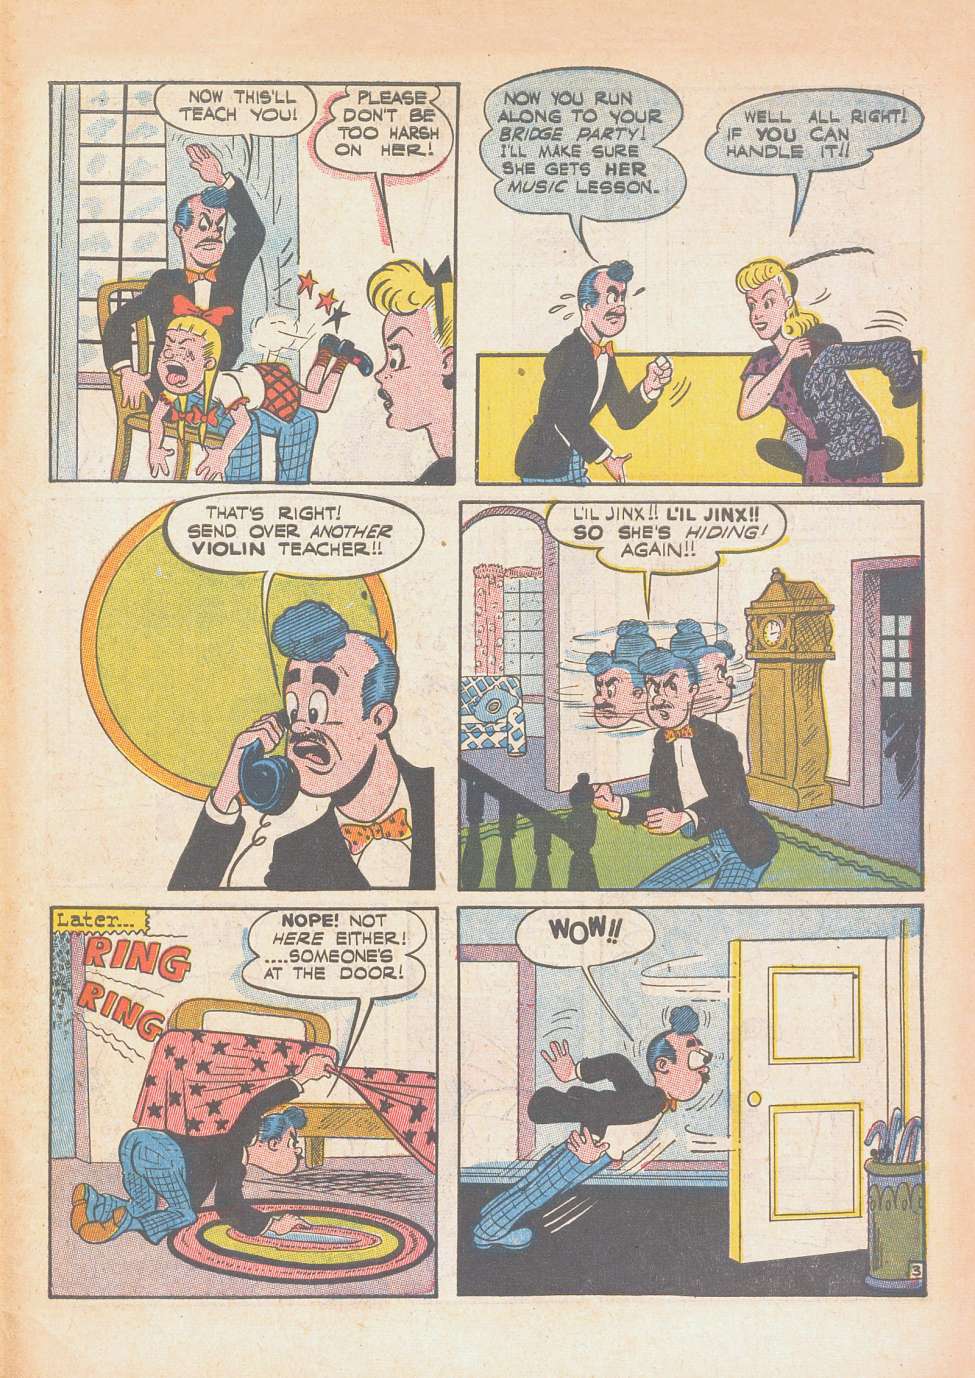 NOW THIS'LL
TEACH YOU!
PLEASE
DON'T BE
TOO HARSH
ON HER!
NOW YOU RUN
ALONG TO YOUR
BRIDGE PARTY!
I'LL MAKE SURE
SHE GETS HER
MUSIC LESSON.
WELL ALL RIGHT!
IF YOU CAN
HANDLE IT!!
THAT'S RIGHT!
SEND OVER ANOTHER
VIOLIN TEACHER!!
L'IL JINX!! L'IL JINX!!
SO SHE'S HIDING!
AGAIN!!
Later...
RING
RING
NOPE! NOT
HERE EITHER!
....SOMEONE'S
AT THE DOOR!
WOW!!
3